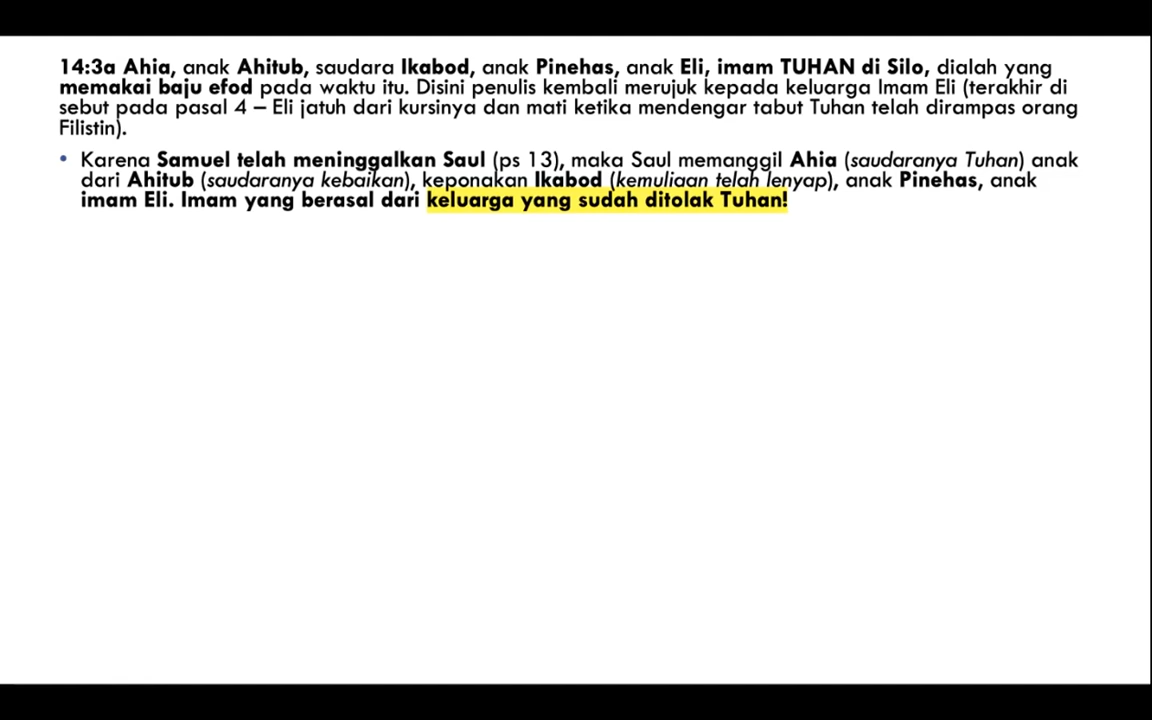 14:3a Ahia, anak Ahitub, saudara Ikabod, anak Pinehas, anak Eli, imam TUHAN di Silo, dialah yang
memakai baju efod pada waktu itu. Disini penulis kembali merujuk kepada keluarga Imam Eli (terakhir di
sebut pada pasal 4 – Eli jatuh dari kursinya dan mati ketika mendengar tabut Tuhan telah dirampas orang
Filistin).
• Karena Samuel telah meninggalkan Saul (ps 13), maka Saul memanggil Ahia (saudaranya Tuhan) anak
dari Ahitub (saudaranya kebaikan), keponakan Ikabod (kemuliaan telah lenyap), anak Pinehas, anak
imam Eli. Imam yang berasal dari keluarga yang sudah ditolak Tuhan!